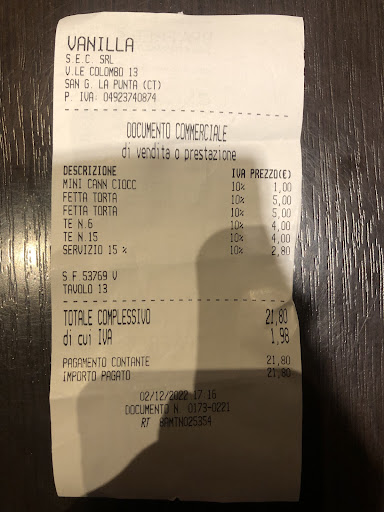 VANILLA
S.E.C. SRL
V.LE COLOMBO 13
SAN G. LA PUNTA (CT)
P. IVA: 04923740874
DOCUMENTO COMMERCIALE
di vendita o prestazione
DESCRIZIONE IVA PREZZO(€)
MINI CANN CIOCC 10% 1,00
FETTA TORTA 10% 5,00
FETTA TORTA 10% 5,00
TE N.6 10% 4,00
TE N.15 10% 4,00
SERVIZIO 15 % 10% 2,80
S F 53769 V
TAVOLO 13
TOTALE COMPLESSIVO 21,80
di cui IVA 1,98
PAGAMENTO CONTANTE 21,80
IMPORTO PAGATO 21,80
02/12/2022 17 16
DOCUMENTO N. 0173-0221
RT 8AMTN025354